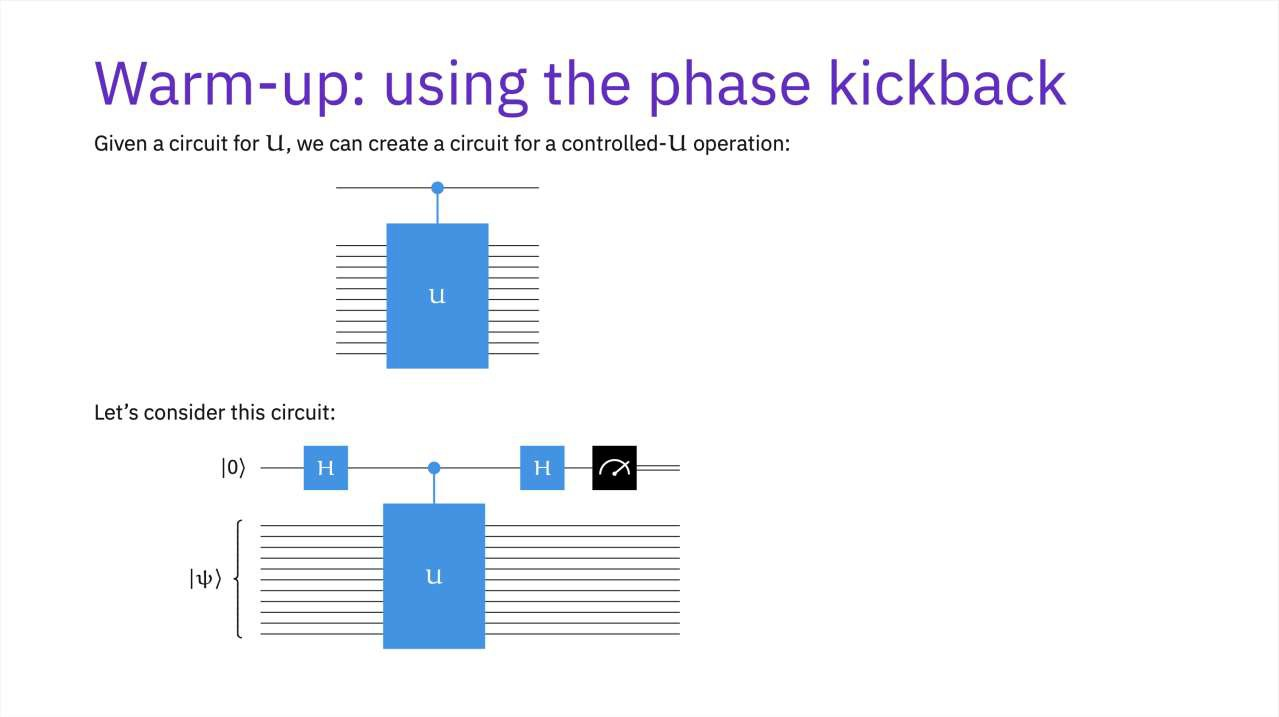 Warm-up: using the phase kickback
Given a circuit for U, we can create a circuit for a controlled-U operation:
U
Let’s consider this circuit:
|0⟩ H H
U
|ψ⟩